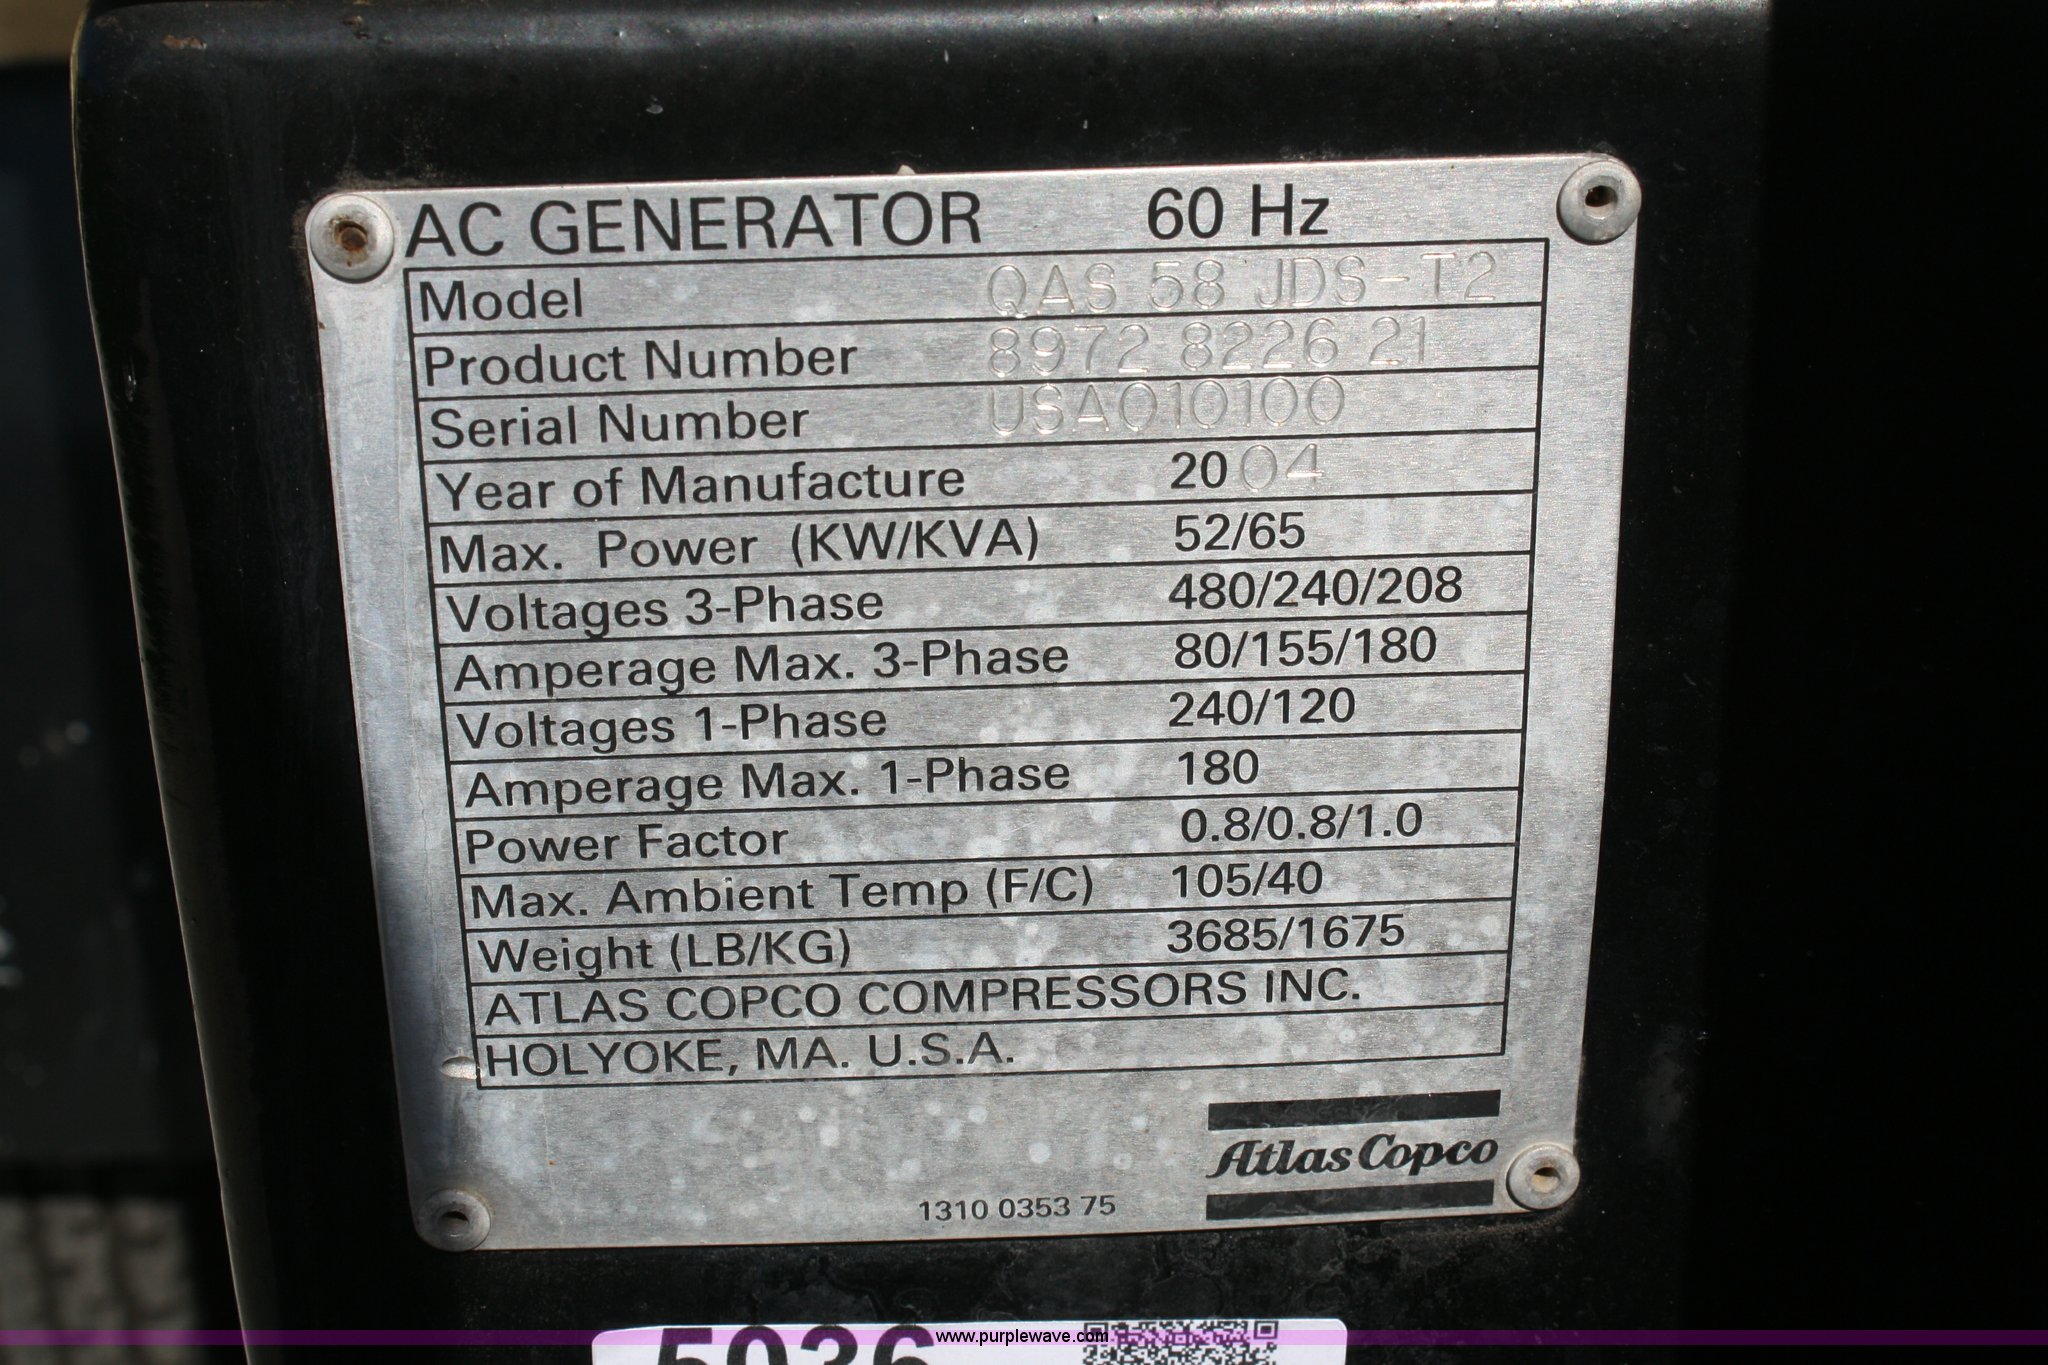 AC GENERATOR 60 Hz
Model QAS 58 JDS-T2
Product Number 8972 8226 21
Serial Number USA010100
Year of Manufacture 2004
Max. Power (KW/KVA) 52/65
Voltages 3-Phase 480/240/208
Amperage Max. 3-Phase 80/155/180
Voltages 1-Phase 240/120
Amperage Max. 1-Phase 180
Power Factor 0.8/0.8/1.0
Max. Ambient Temp (F/C) 105/40
Weight (LB/KG) 3685/1675
ATLAS COPCO COMPRESSORS INC.
HOLYOKE, MA. U.S.A.
Atlas Copco
1310 0353 75
5036
www.purplewave.com